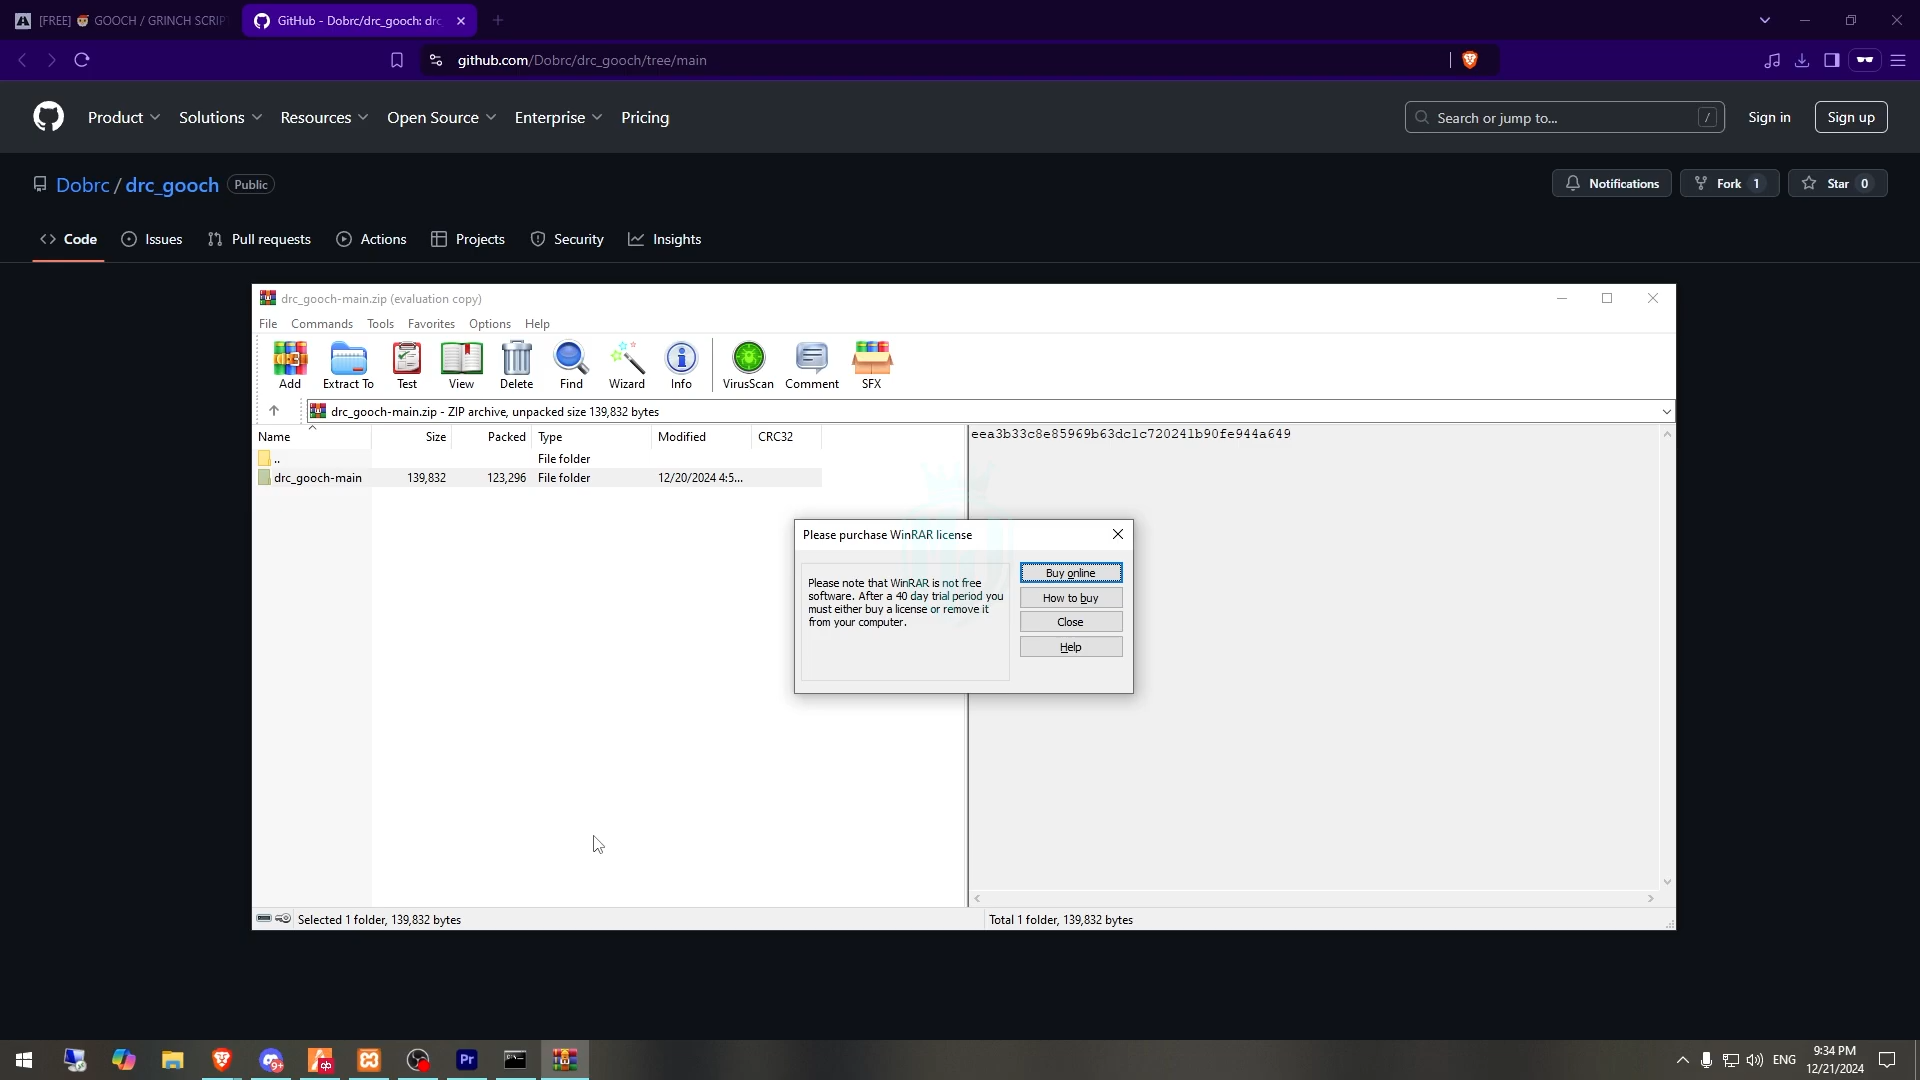 [FREE] 🎅 GOOCH / GRINCH SCRIP
GitHub - Dobrc/drc_gooch: drc
github.com/Dobrc/drc_gooch/tree/main
Product Solutions Resources Open Source Enterprise Pricing
Search or jump to... /
Sign in
Sign up
Dobrc / drc_gooch Public
Notifications
Fork 1
Star 0
Code Issues Pull requests Actions Projects Security Insights
drc_gooch-main.zip (evaluation copy)
File Commands Tools Favorites Options Help
Add Extract To Test View Delete Find Wizard Info VirusScan Comment SFX
drc_gooch-main.zip - ZIP archive, unpacked size 139,832 bytes
Name Size Packed Type Modified CRC32
.. File folder
drc_gooch-main 139,832 123,296 File folder 12/20/2024 4:5...
eea3b33c8e85969b63dc1c720241b90fe944a649
Please purchase WinRAR license
Please note that WinRAR is not free
software. After a 40 day trial period you
must either buy a license or remove it
from your computer.
Buy online
How to buy
Close
Help
Selected 1 folder, 139,832 bytes
Total 1 folder, 139,832 bytes
9+
Pr
ENG
9:34 PM
12/21/2024